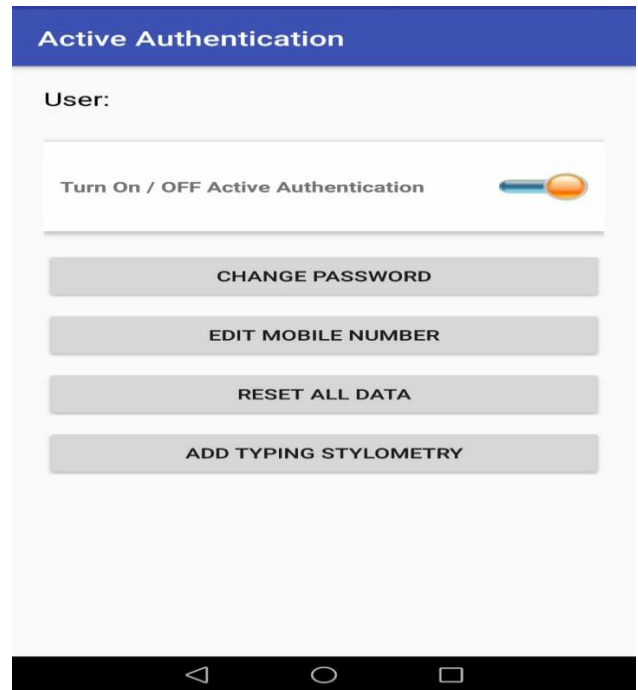 Active Authentication
User:
Turn On / OFF Active Authentication
CHANGE PASSWORD
EDIT MOBILE NUMBER
RESET ALL DATA
ADD TYPING STYLOMETRY